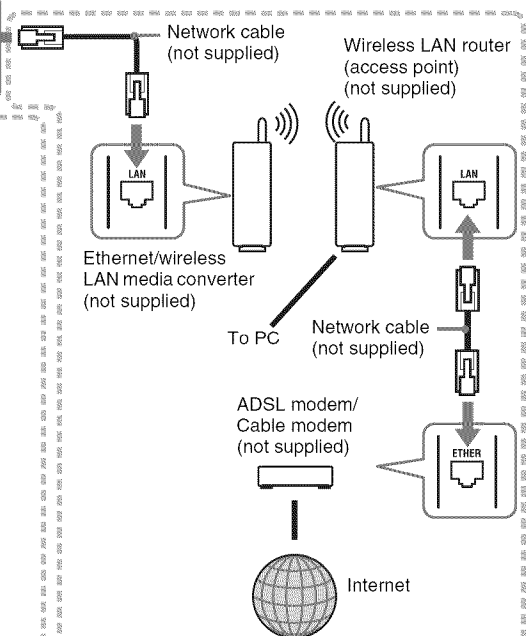 Network cable
(not supplied)
Wireless LAN router
(access point)
(not supplied)
LAN
LAN
Ethernet/wireless
LAN media converter
(not supplied)
To PC
Network cable
(not supplied)
ADSL modem/
Cable modem
(not supplied)
ETHER
Internet